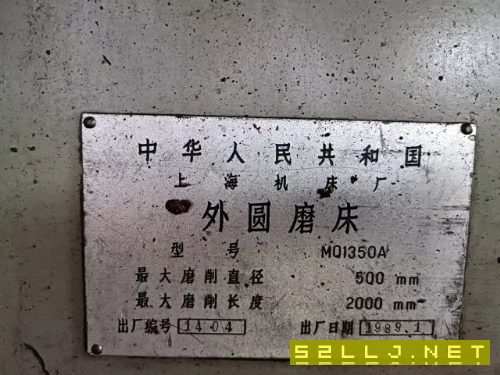 中华人民共和国
上海机床厂
外圆磨床
型号 MQ1350A
最大磨削直径 500 mm
最大磨削长度 2000 mm
出厂编号 1404 出厂日期 1989.1
52LLJ.NET